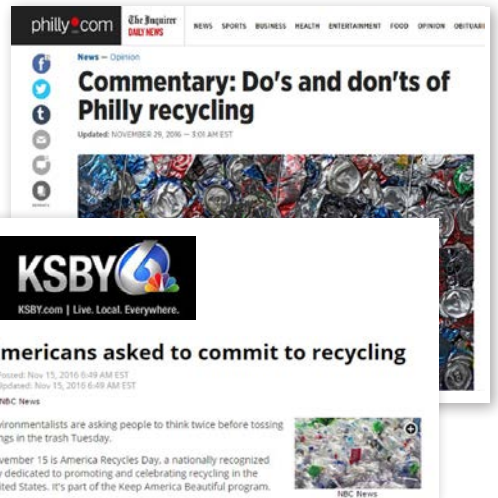 philly.com
The Inquirer
DAILY NEWS
NEWS SPORTS BUSINESS HEALTH ENTERTAINMENT FOOD OPINION OBITUARI
News — Opinion
Commentary: Do's and don'ts of
Philly recycling
Updated: NOVEMBER 29, 2016 — 3:01 AM EST
KSBY6
KSBY.com | Live. Local. Everywhere.
mericans asked to commit to recycling
Posted: Nov 15, 2016 6:49 AM EST
Updated: Nov 15, 2016 6:49 AM EST
NBC News
vironmentalists are asking people to think twice before tossing
ngs in the trash Tuesday.
vember 15 is America Recycles Day, a nationally recognized
y dedicated to promoting and celebrating recycling in the
ited States. It's part of the Keep America Beautiful program.
NBC News